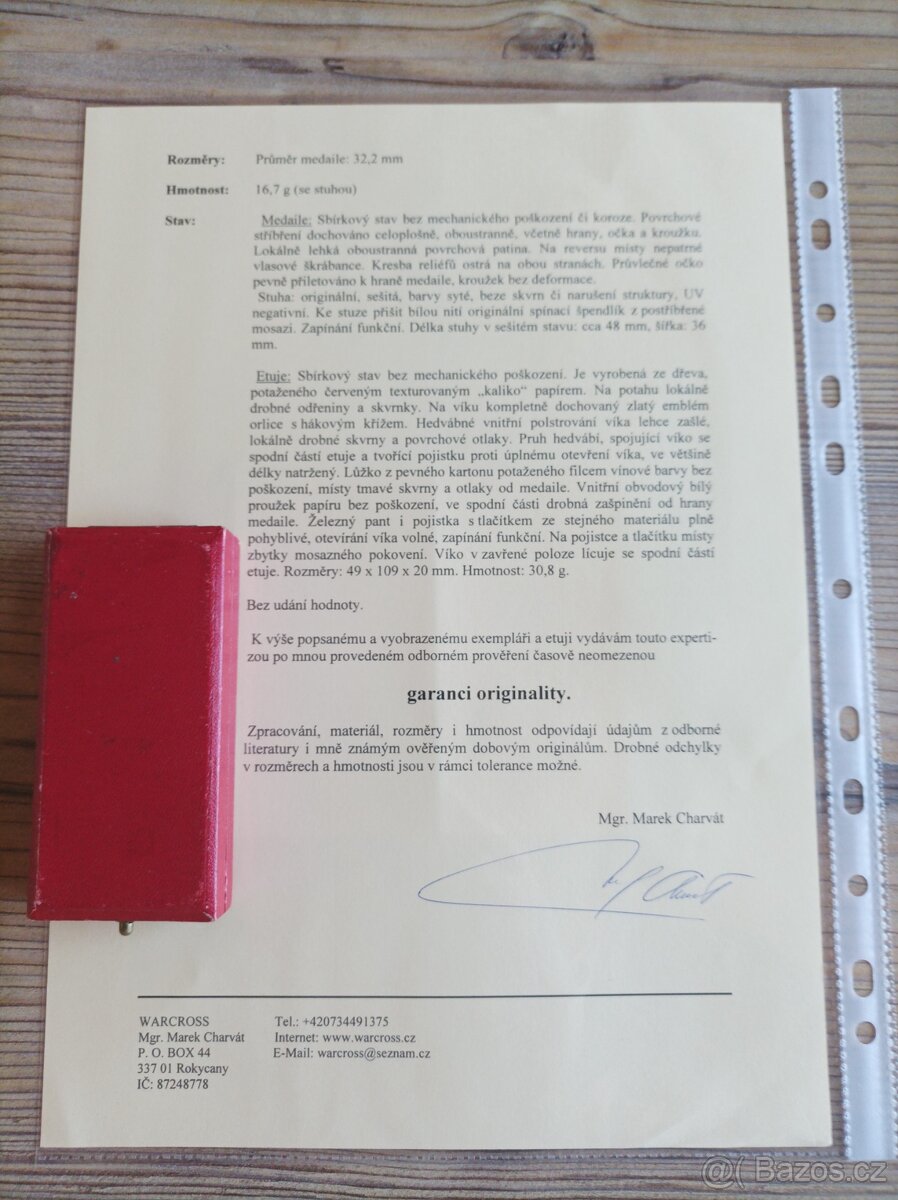 Rozměry: Průměr medaile: 32,2 mm
Hmotnost: 16,7 g (se stuhou)
Stav: Medaile: Sbírkový stav bez mechanického poškození či koroze. Povrchové
stříbření dochováno celoplošně, oboustranně, včetně hrany, očka a kroužku.
Lokálně lehká oboustranná povrchová patina. Na reversu místy nepatrné
vlasové škrábance. Kresba reliéfů ostrá na obou stranách. Průvlečné očko
pevně přiletováno k hraně medaile, kroužek bez deformace.
Stuha: originální, sešitá, barvy syté, beze skvrn či narušení struktury, UV
negativní. Ke stuze přišit bílou nití originální spínací špendlík z postříbřené
mosazi. Zapínání funkční. Délka stuhy v sešitém stavu: cca 48 mm, šířka: 36
mm.
Etuje: Sbírkový stav bez mechanického poškození. Je vyrobená ze dřeva,
potaženého červeným texturovaným „kaliko“ papírem. Na potahu lokálně
drobné odřeniny a skvrnky. Na víku kompletně dochovaný zlatý emblém
orlice s hákovým křížem. Hedvábné vnitřní polstrování víka lehce zašlé,
lokálně drobné skvrny a povrchové otlaky. Pruh hedvábí, spojující víko se
spodní částí etuje a tvořící pojistku proti úplnému otevření víka, ve většině
délky natržený. Lůžko z pevného kartonu potaženého filcem vínové barvy bez
poškození, místy tmavé skvrny a otlaky od medaile. Vnitřní obvodový bílý
proužek papíru bez poškození, ve spodní části drobná zašpinění od hrany
medaile. Železný pant i pojistka s tlačítkem ze stejného materiálu plně
pohyblivé, otevírání víka volné, zapínání funkční. Na pojistce a tlačítku místy
zbytky mosazného pokovení. Víko v zavřené poloze lícuje se spodní částí
etuje. Rozměry: 49 x 109 x 20 mm. Hmotnost: 30,8 g.
Bez udání hodnoty.
K výše popsanému a vyobrazenému exempláři a etuji vydávám touto experti-
zou po mnou provedeném odborném prověření časově neomezenou
garanci originality.
Zpracování, materiál, rozměry i hmotnost odpovídají údajům z odborné
literatury i mně známým ověřeným dobovým originálům. Drobné odchylky
v rozměrech a hmotnosti jsou v rámci tolerance možné.
Mgr. Marek Charvát
WARCROSS Tel.: +420734491375
Mgr. Marek Charvát Internet: www.warcross.cz
P. O. BOX 44 E-Mail: warcross@seznam.cz
337 01 Rokycany
IČ: 87248778
@( Bazos.cz